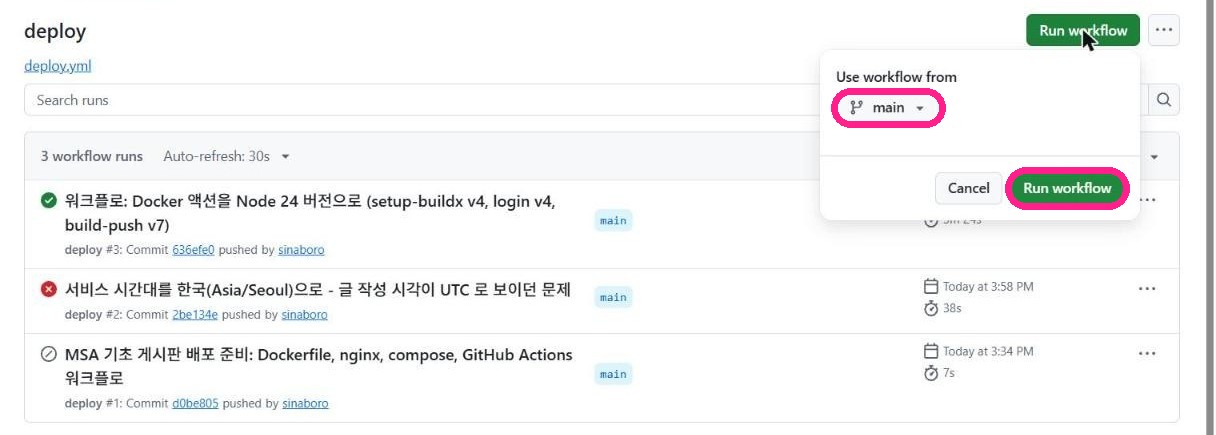 deploy
Run workflow
deploy.yml
Use workflow from
Search runs
main
3 workflow runs Auto-refresh: 30s
Cancel Run workflow
워크플로: Docker 액션을 Node 24 버전으로 (setup-buildx v4, login v4,
build-push v7)
main
deploy #3: Commit 636efe0 pushed by sinaboro
서비스 시간대를 한국(Asia/Seoul)으로 - 글 작성 시각이 UTC 로 보이던 문제
main
Today at 3:58 PM
38s
deploy #2: Commit 2be134e pushed by sinaboro
MSA 기초 게시판 배포 준비: Dockerfile, nginx, compose, GitHub Actions
워크플로
main
Today at 3:34 PM
7s
deploy #1: Commit d0be805 pushed by sinaboro